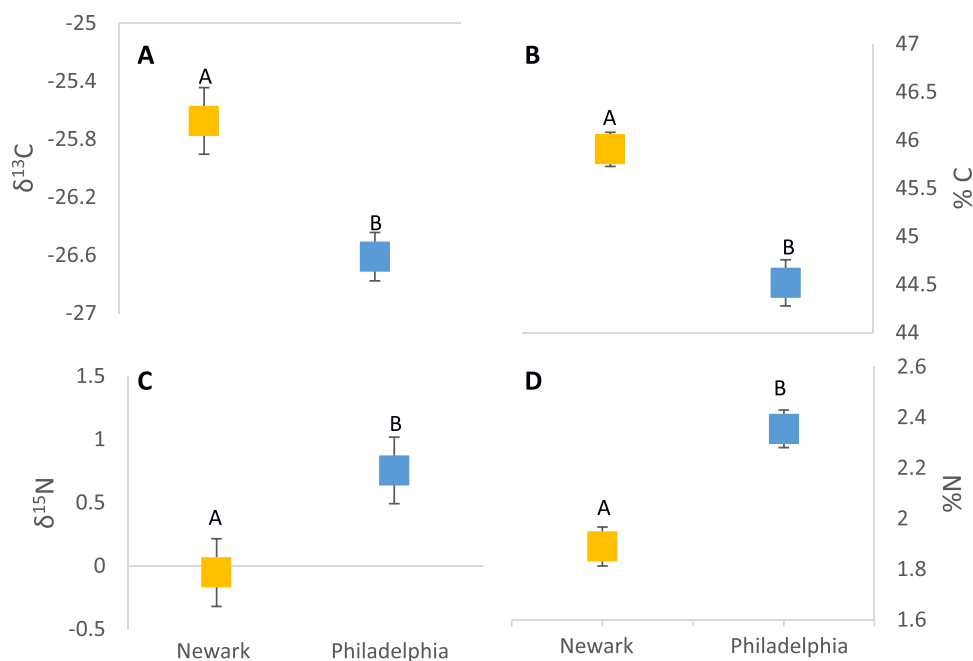 -25
-25.4
-25.8
-26.2
-26.6
-27
δ¹³C
A
A
B
B
A
B
47
46.5
46
45.5
45
44.5
44
% C
1.5
1
0.5
0
-0.5
δ¹⁵N
C
A
B
Newark
Philadelphia
D
A
B
2.6
2.4
2.2
2
1.8
1.6
%N
Newark
Philadelphia